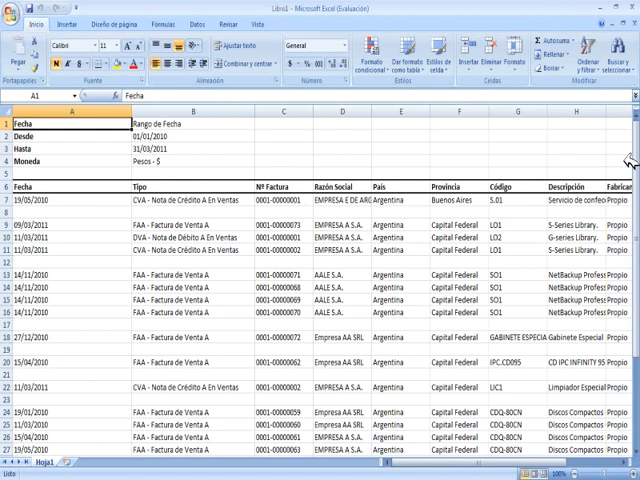 Libro1 - Microsoft Excel (Evaluación)
Inicio Insertar Diseño de página Fórmulas Datos Revisar Vista
Pegar Calibri 11 Ajustar texto General Formato condicional Dar formato como tabla Estilos de celda Insertar Eliminar Formato Autosuma Rellenar Borrar Ordenar y filtrar Buscar y seleccionar
N K S Combinar y centrar $ % 000
Portapapeles Fuente Alineación Número Estilos Celdas Modificar
A1 fx Fecha
A B C D E F G H
1 Fecha Rango de Fecha
2 Desde 01/01/2010
3 Hasta 31/03/2011
4 Moneda Pesos - $
5
6 Fecha Tipo Nº Factura Razón Social País Provincia Código Descripción Fabrican
7 19/05/2010 CVA - Nota de Crédito A En Ventas 0001-00000001 EMPRESA E DE ARG Argentina Buenos Aires S.01 Servicio de confec Propio
8
9 09/03/2011 FAA - Factura de Venta A 0001-00000073 EMPRESA A S.A. Argentina Capital Federal LO1 S-Series Library. Propio
10 11/03/2011 DVA - Nota de Débito A En Ventas 0001-00000001 EMPRESA A S.A. Argentina Capital Federal LO2 G-series Library. Propio
11 11/03/2011 CVA - Nota de Crédito A En Ventas 0001-00000002 EMPRESA A S.A. Argentina Capital Federal LO1 S-Series Library. Propio
12
13 14/11/2010 FAA - Factura de Venta A 0001-00000071 AALE S.A. Argentina Capital Federal SO1 NetBackup Profess Propio
14 14/11/2010 FAA - Factura de Venta A 0001-00000068 AALE S.A. Argentina Capital Federal SO1 NetBackup Profess Propio
15 14/11/2010 FAA - Factura de Venta A 0001-00000069 AALE S.A. Argentina Capital Federal SO1 NetBackup Profess Propio
16 14/11/2010 FAA - Factura de Venta A 0001-00000070 AALE S.A. Argentina Capital Federal SO1 NetBackup Profess Propio
17
18 27/12/2010 FAA - Factura de Venta A 0001-00000072 Empresa AA SRL Argentina Capital Federal GABINETE ESPECIA Gabinete Especial Propio
19
20 15/04/2010 FAA - Factura de Venta A 0001-00000062 Empresa AA SRL Argentina Capital Federal IPC.CD095 CD IPC INFINITY 95 Propio
21
22 11/03/2011 CVA - Nota de Crédito A En Ventas 0001-00000002 EMPRESA A S.A. Argentina Capital Federal LIC1 Limpiador Especial Propio
23
24 19/01/2010 FAA - Factura de Venta A 0001-00000059 Empresa AA SRL Argentina Capital Federal CDQ-80CN Discos Compactos Propio
25 11/03/2010 FAA - Factura de Venta A 0001-00000060 Empresa AA SRL Argentina Capital Federal CDQ-80CN Discos Compactos Propio
26 15/04/2010 FAA - Factura de Venta A 0001-00000061 Empresa AA SRL Argentina Capital Federal CDQ-80CN Discos Compactos Propio
27 19/05/2010 FAA - Factura de Venta A 0001-00000063 EMPRESA A S.A. Argentina Capital Federal CDQ-80CN Discos Compactos Propio
Hoja1
Listo 100%